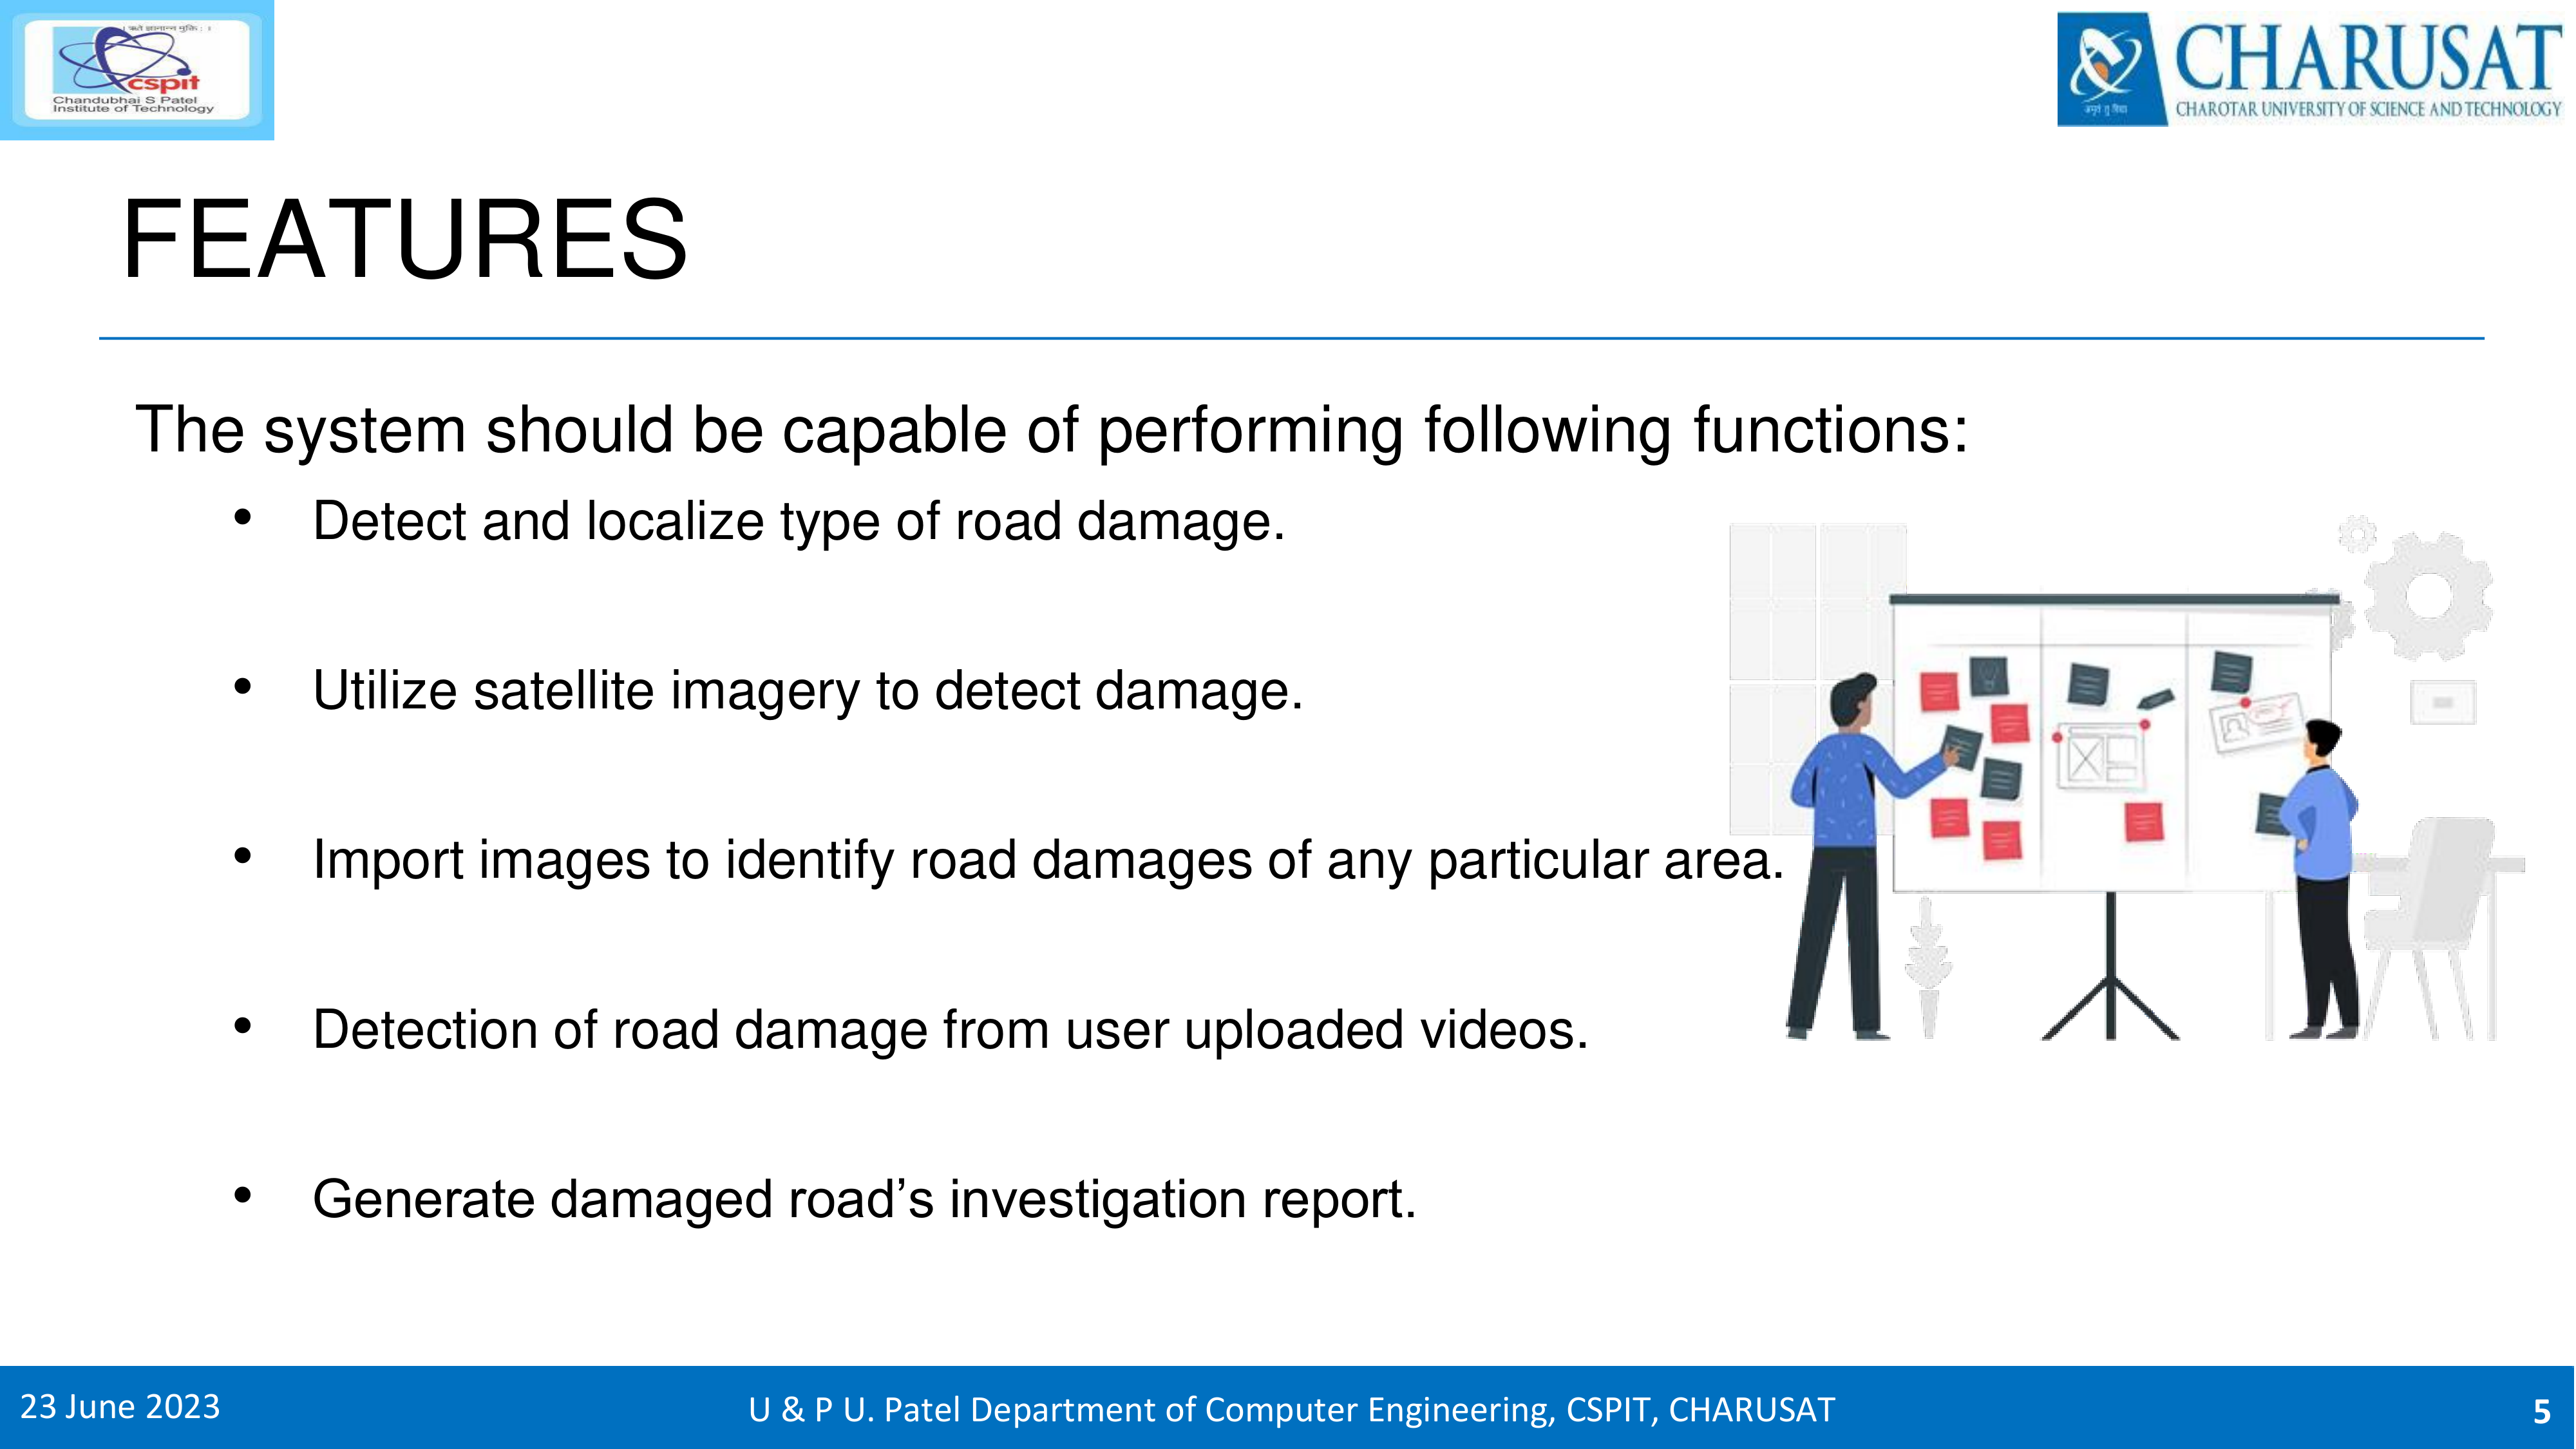 cspit
Chandubhai S Patel
Institute of Technology
CHARUSAT
CHAROTAR UNIVERSITY OF SCIENCE AND TECHNOLOGY
FEATURES
The system should be capable of performing following functions:
• Detect and localize type of road damage.
• Utilize satellite imagery to detect damage.
• Import images to identify road damages of any particular area.
• Detection of road damage from user uploaded videos.
• Generate damaged road’s investigation report.
23 June 2023
U & P U. Patel Department of Computer Engineering, CSPIT, CHARUSAT
5